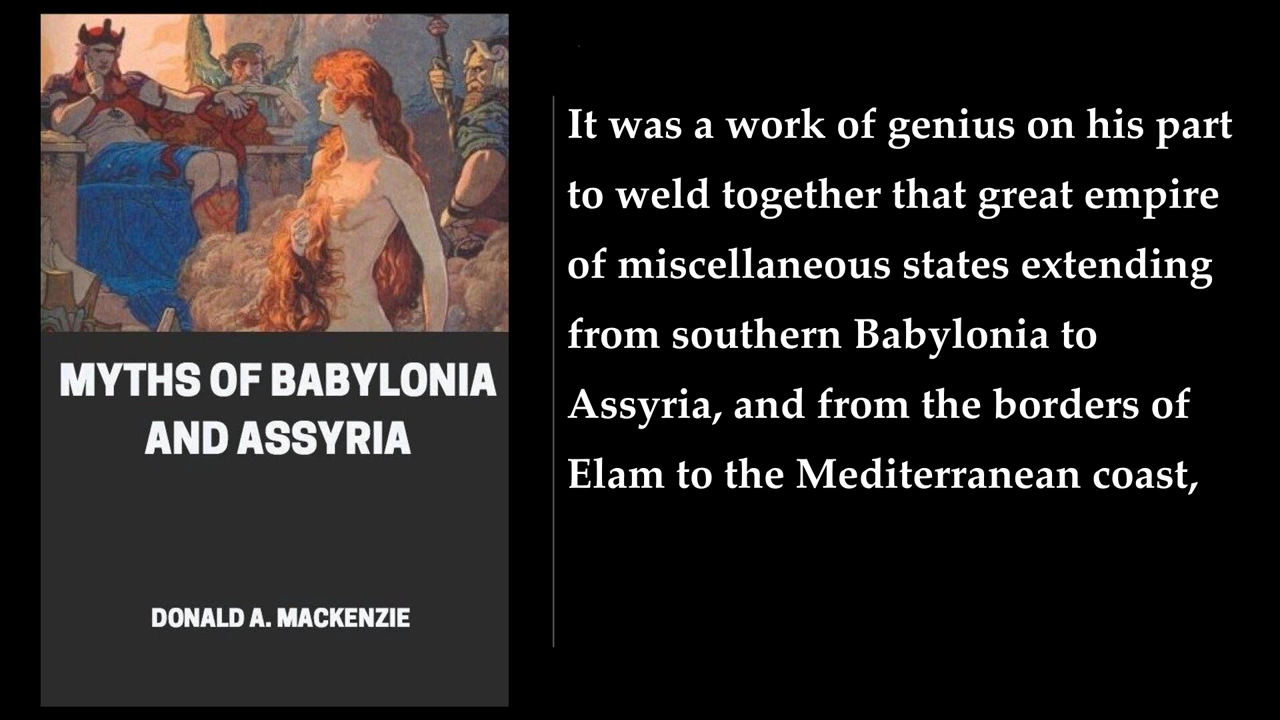 MYTHS OF BABYLONIA
AND ASSYRIA
DONALD A. MACKENZIE
It was a work of genius on his part
to weld together that great empire
of miscellaneous states extending
from southern Babylonia to
Assyria, and from the borders of
Elam to the Mediterranean coast,